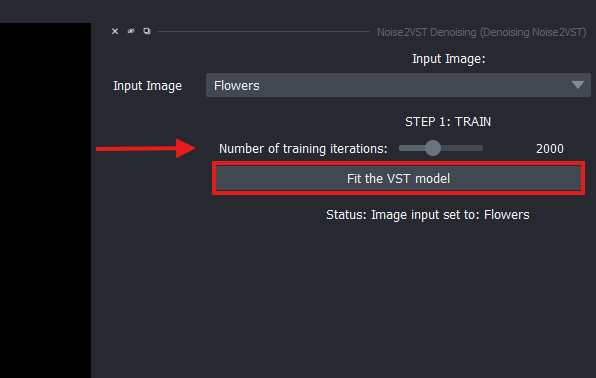 Noise2VST Denoising (Denoising Noise2VST)
Input Image:
Input Image Flowers
STEP 1: TRAIN
Number of training iterations: 2000
Fit the VST model
Status: Image input set to: Flowers